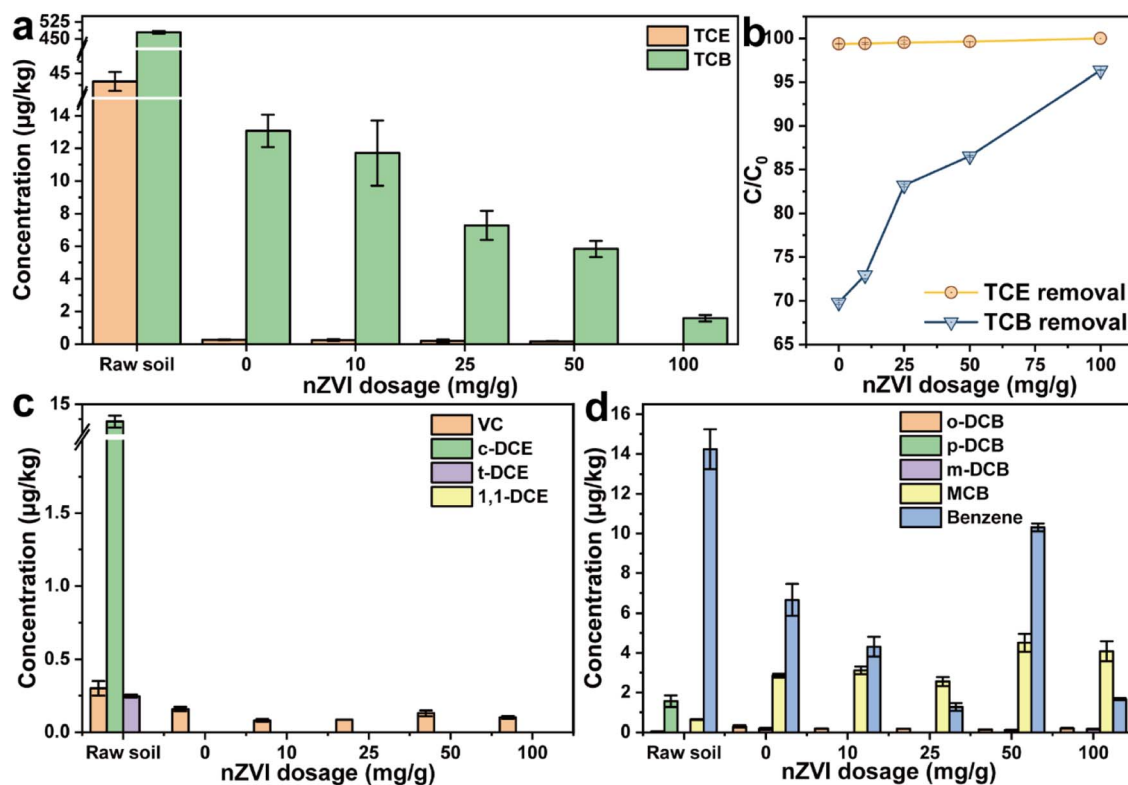 a
Concentration (μg/kg)
525
450
45
14
12
10
8
6
4
2
0
TCE
TCB
Raw soil 0 10 25 50 100
nZVI dosage (mg/g)
b
C/C0
100
95
90
85
80
75
70
65
TCE removal
TCB removal
0 25 50 75 100
nZVI dosage (mg/g)
c
Concentration (μg/kg)
15
1.5
1.0
0.5
0.0
VC
c-DCE
t-DCE
1,1-DCE
Raw soil 0 10 25 50 100
nZVI dosage (mg/g)
d
Concentration (μg/kg)
16
14
12
10
8
6
4
2
0
o-DCB
p-DCB
m-DCB
MCB
Benzene
Raw soil 0 10 25 50 100
nZVI dosage (mg/g)